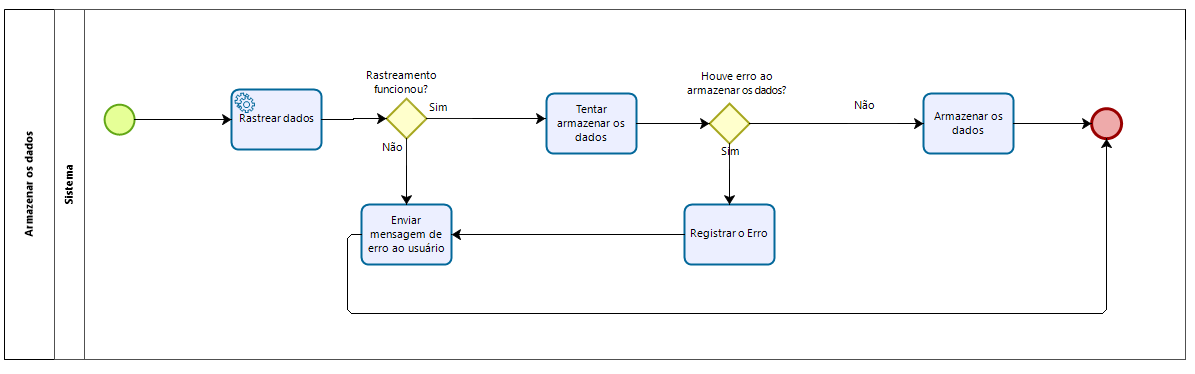 Armazenar os dados
Sistema
Rastrear dados
Rastreamento
funcionou?
Sim
Não
Enviar
mensagem de
erro ao usuário
Tentar
armazenar os
dados
Houve erro ao
armazenar os dados?
Sim
Não
Registrar o Erro
Armazenar os
dados